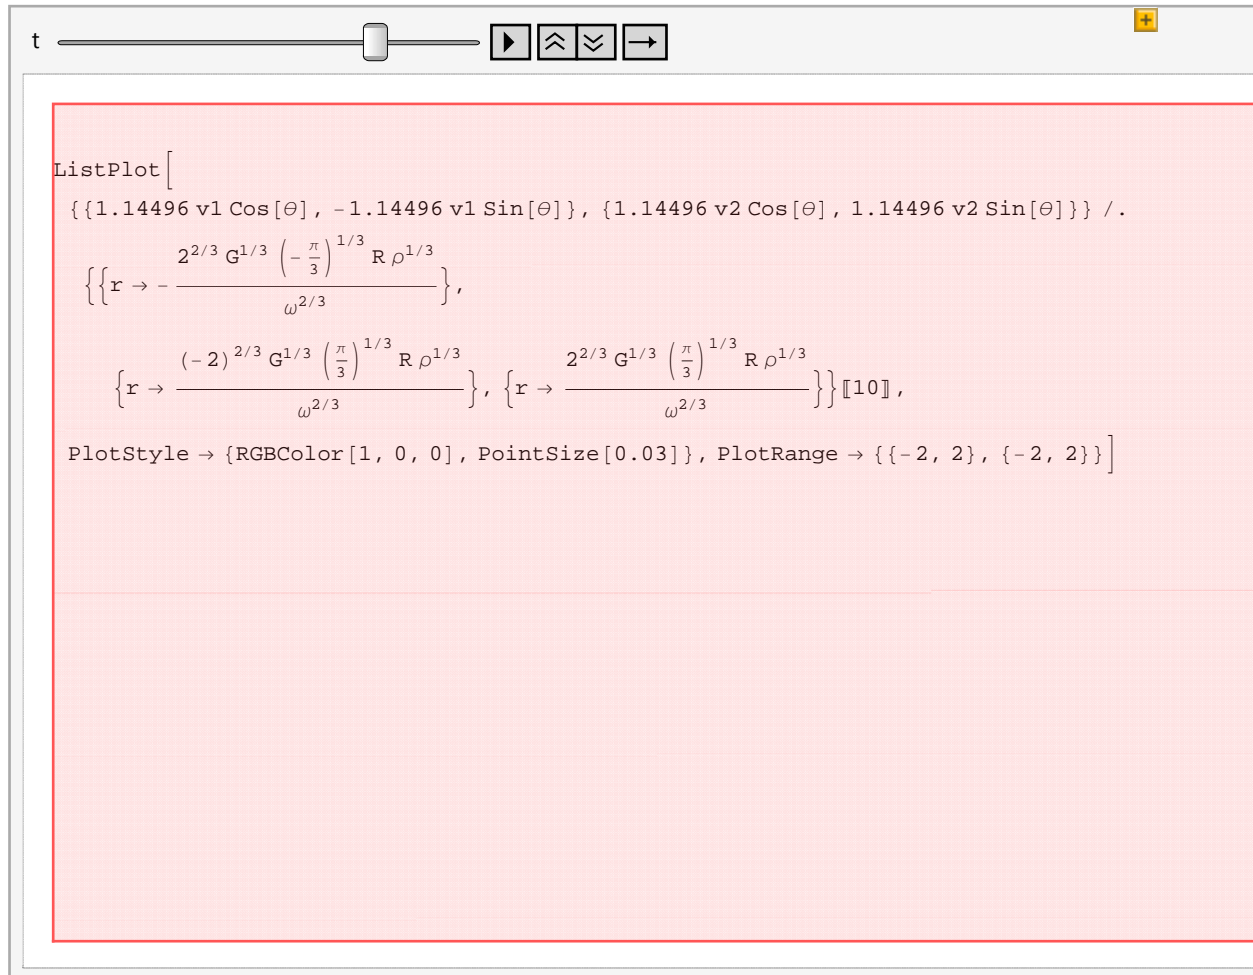 t
ListPlot[
{{1.14496 v1 Cos[θ], -1.14496 v1 Sin[θ]}, {1.14496 v2 Cos[θ], 1.14496 v2 Sin[θ]}} /.
{{r → - 2^(2/3) G^(1/3) (-π/3)^(1/3) R ρ^(1/3) / ω^(2/3)},
{r → (-2)^(2/3) G^(1/3) (π/3)^(1/3) R ρ^(1/3) / ω^(2/3)}, {r → 2^(2/3) G^(1/3) (π/3)^(1/3) R ρ^(1/3) / ω^(2/3)}}〚10〛,
PlotStyle → {RGBColor[1, 0, 0], PointSize[0.03]}, PlotRange → {{-2, 2}, {-2, 2}}]